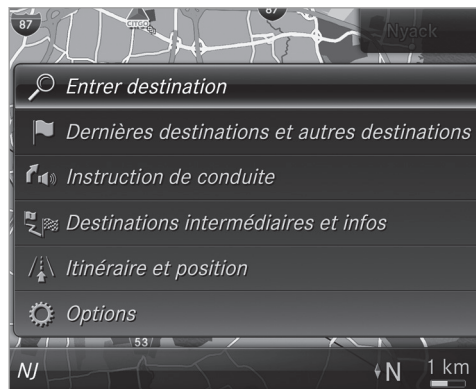 87
CITGO
87
Nyack
Entrer destination
Dernières destinations et autres destinations
Instruction de conduite
Destinations intermédiaires et infos
Itinéraire et position
Options
53
NJ
N
1 km